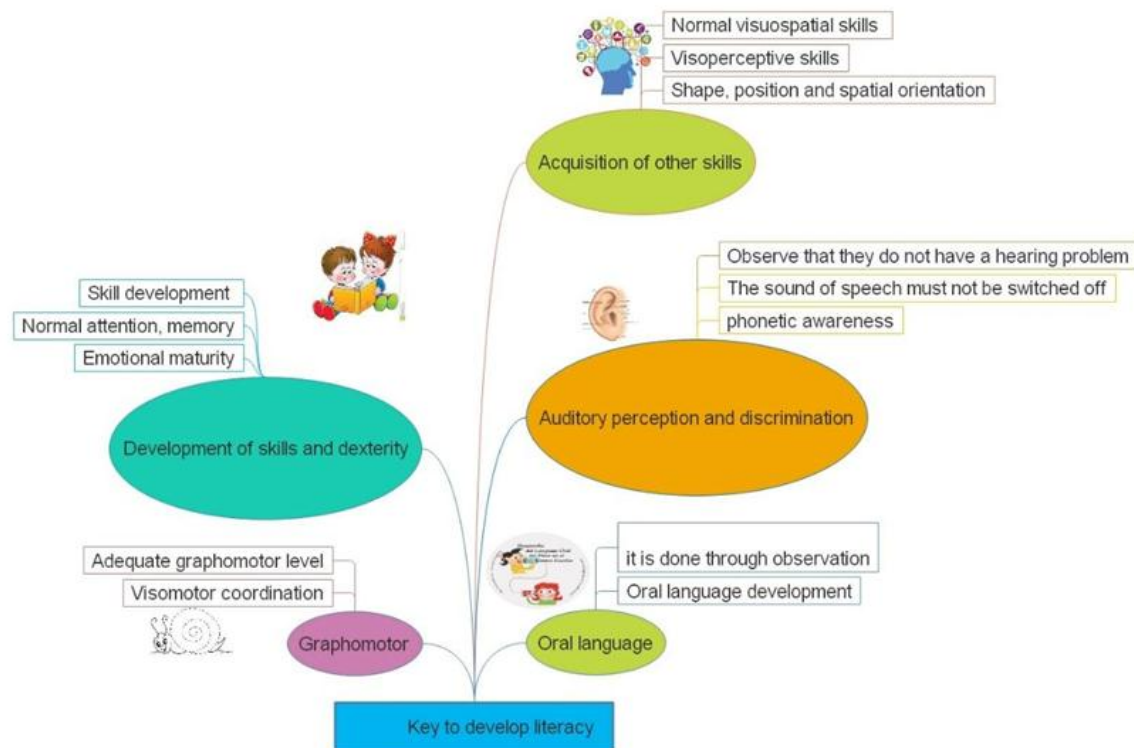 Normal visuospatial skills
Visoperceptive skills
Shape, position and spatial orientation
Acquisition of other skills
Observe that they do not have a hearing problem
The sound of speech must not be switched off
phonetic awareness
Auditory perception and discrimination
Skill development
Normal attention, memory
Emotional maturity
Development of skills and dexterity
Adequate graphomotor level
Visomotor coordination
Graphomotor
it is done through observation
Oral language development
Oral language
Key to develop literacy